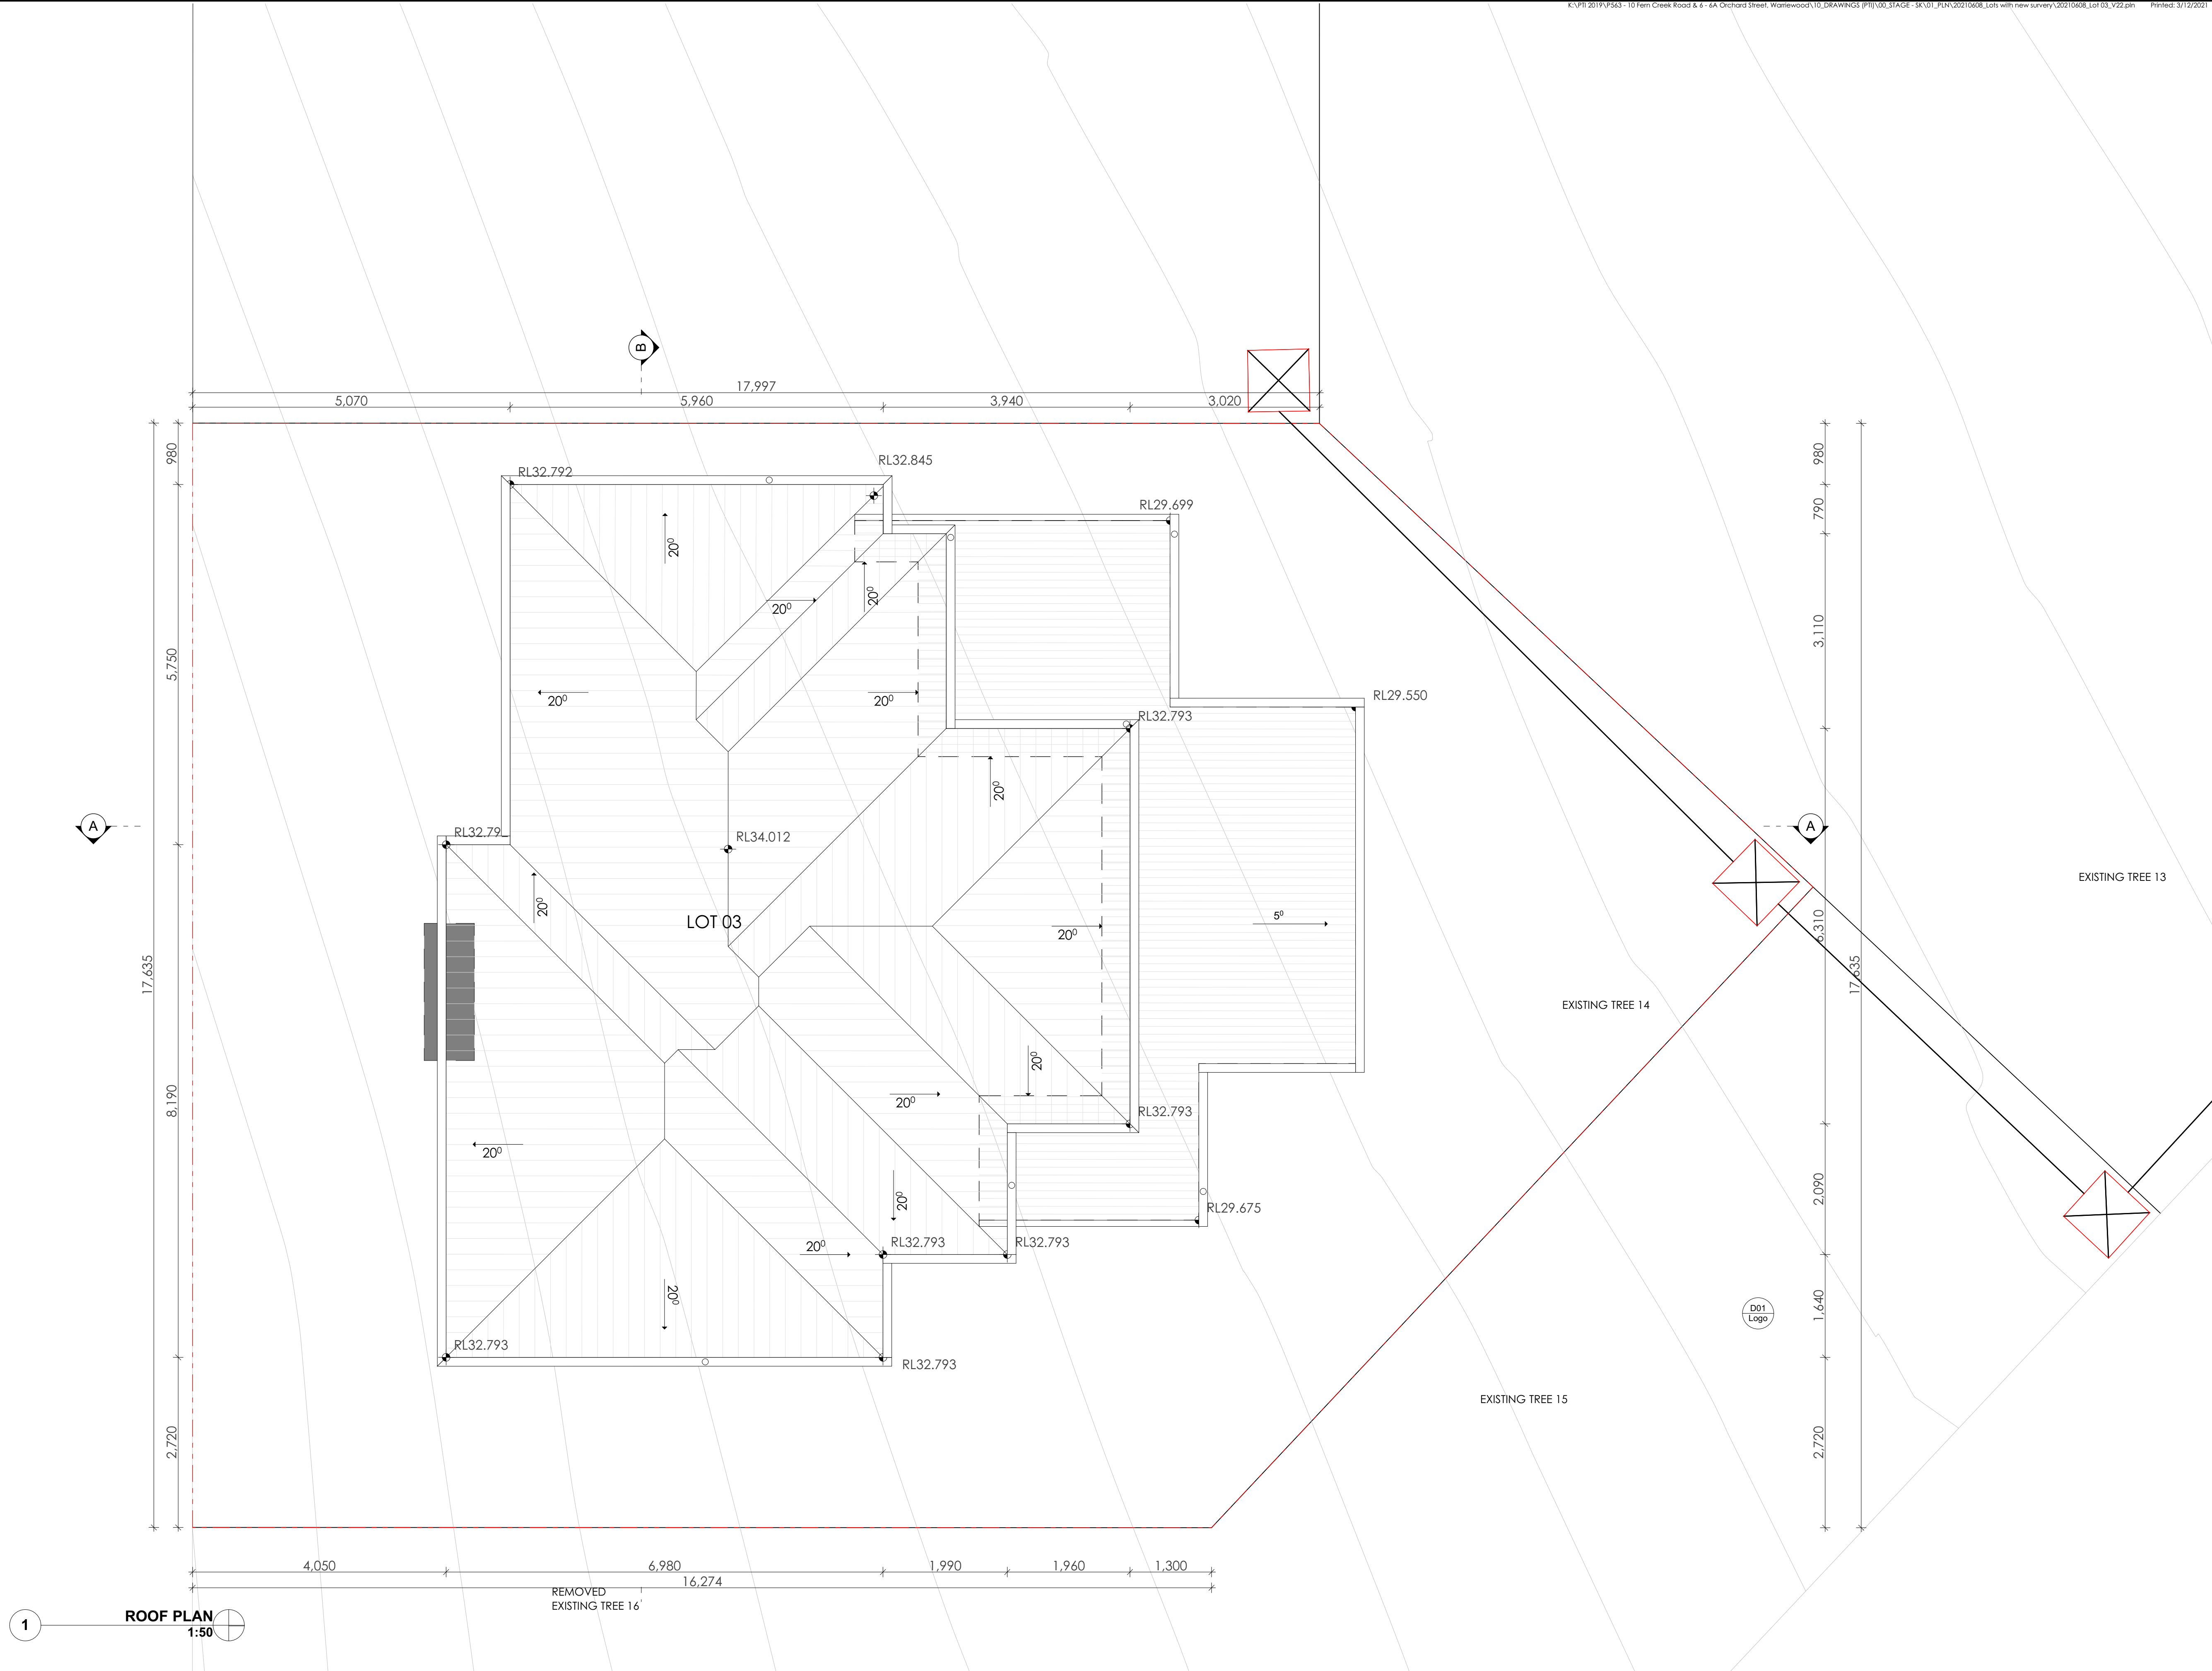 K:\PTI 2019\P563 - 10 Fern Creek Road & 6 - 6A Orchard Street, Warriewood\10_DRAWINGS (PTI)\00_STAGE - SK\01_PLN\20210608_Lots with new survery\20210608_Lot 03_V22.pln Printed: 3/12/2021
B
17,997
5,070
5,960
3,940
3,020
980
980
RL32.845
RL32.792
RL29.699
790
20⁰
20⁰
20⁰
3,110
5,750
20⁰
20⁰
RL29.550
RL32.793
20⁰
A
RL32.79
RL34.012
A
EXISTING TREE 13
20⁰
LOT 03
20⁰
5⁰
6,310
17,635
17,635
EXISTING TREE 14
20⁰
8,190
20⁰
RL32.793
20⁰
20⁰
2,090
RL29.675
RL32.793
RL32.793
20⁰
20⁰
1,640
D01
Logo
RL32.793
RL32.793
EXISTING TREE 15
2,720
2,720
4,050
6,980
1,990
1,960
1,300
16,274
REMOVED
EXISTING TREE 16
1
ROOF PLAN
1:50